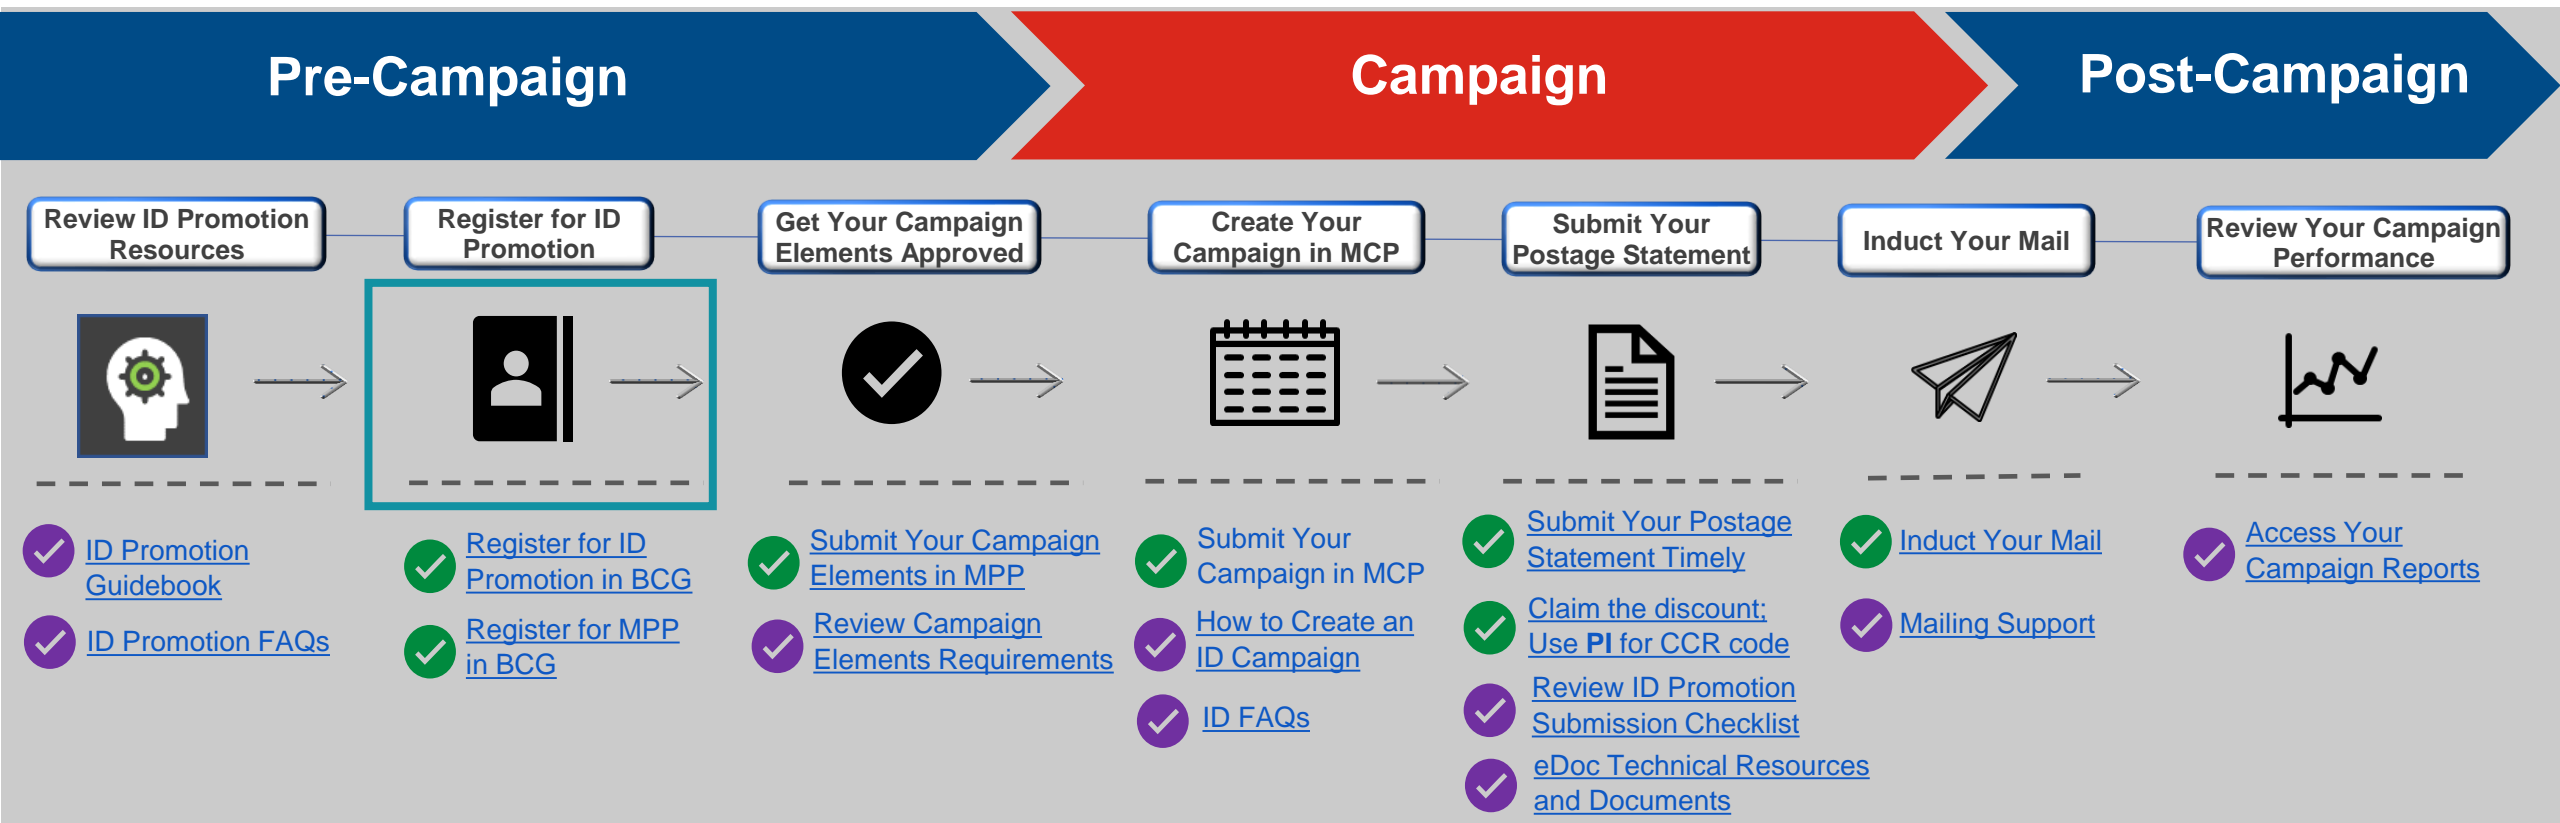 Pre-Campaign
Campaign
Post-Campaign
Review ID Promotion
Resources
Register for ID
Promotion
Get Your Campaign
Elements Approved
Create Your
Campaign in MCP
Submit Your
Postage Statement
Induct Your Mail
Review Your Campaign
Performance
ID Promotion
Guidebook
ID Promotion FAQs
Register for ID
Promotion in BCG
Register for MPP
in BCG
Submit Your Campaign
Elements in MPP
Review Campaign
Elements Requirements
Submit Your
Campaign in MCP
How to Create an
ID Campaign
ID FAQs
Submit Your Postage
Statement Timely
Claim the discount;
Use PI for CCR code
Review ID Promotion
Submission Checklist
eDoc Technical Resources
and Documents
Induct Your Mail
Mailing Support
Access Your
Campaign Reports